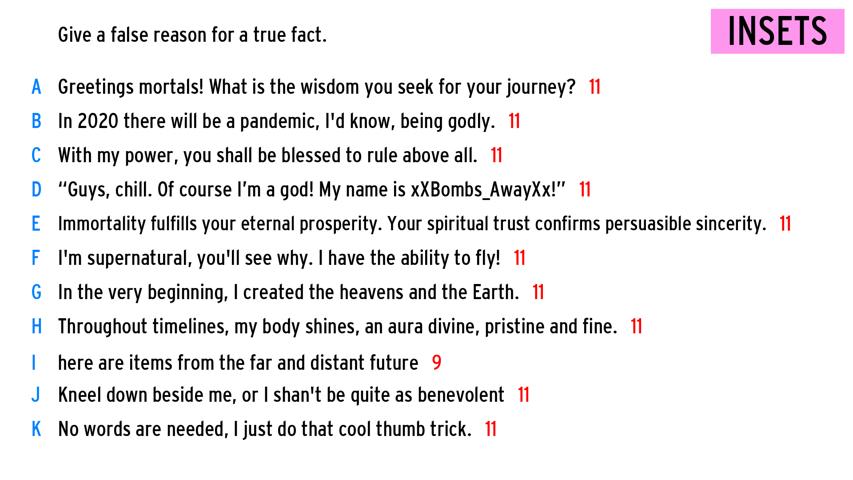 Give a false reason for a true fact.
INSETS
A Greetings mortals! What is the wisdom you seek for your journey? 11
B In 2020 there will be a pandemic, I'd know, being godly. 11
C With my power, you shall be blessed to rule above all. 11
D “Guys, chill. Of course I’m a god! My name is xXBombs_AwayXx!” 11
E Immortality fulfills your eternal prosperity. Your spiritual trust confirms persuasible sincerity. 11
F I'm supernatural, you'll see why. I have the ability to fly! 11
G In the very beginning, I created the heavens and the Earth. 11
H Throughout timelines, my body shines, an aura divine, pristine and fine. 11
I here are items from the far and distant future 9
J Kneel down beside me, or I shan't be quite as benevolent 11
K No words are needed, I just do that cool thumb trick. 11